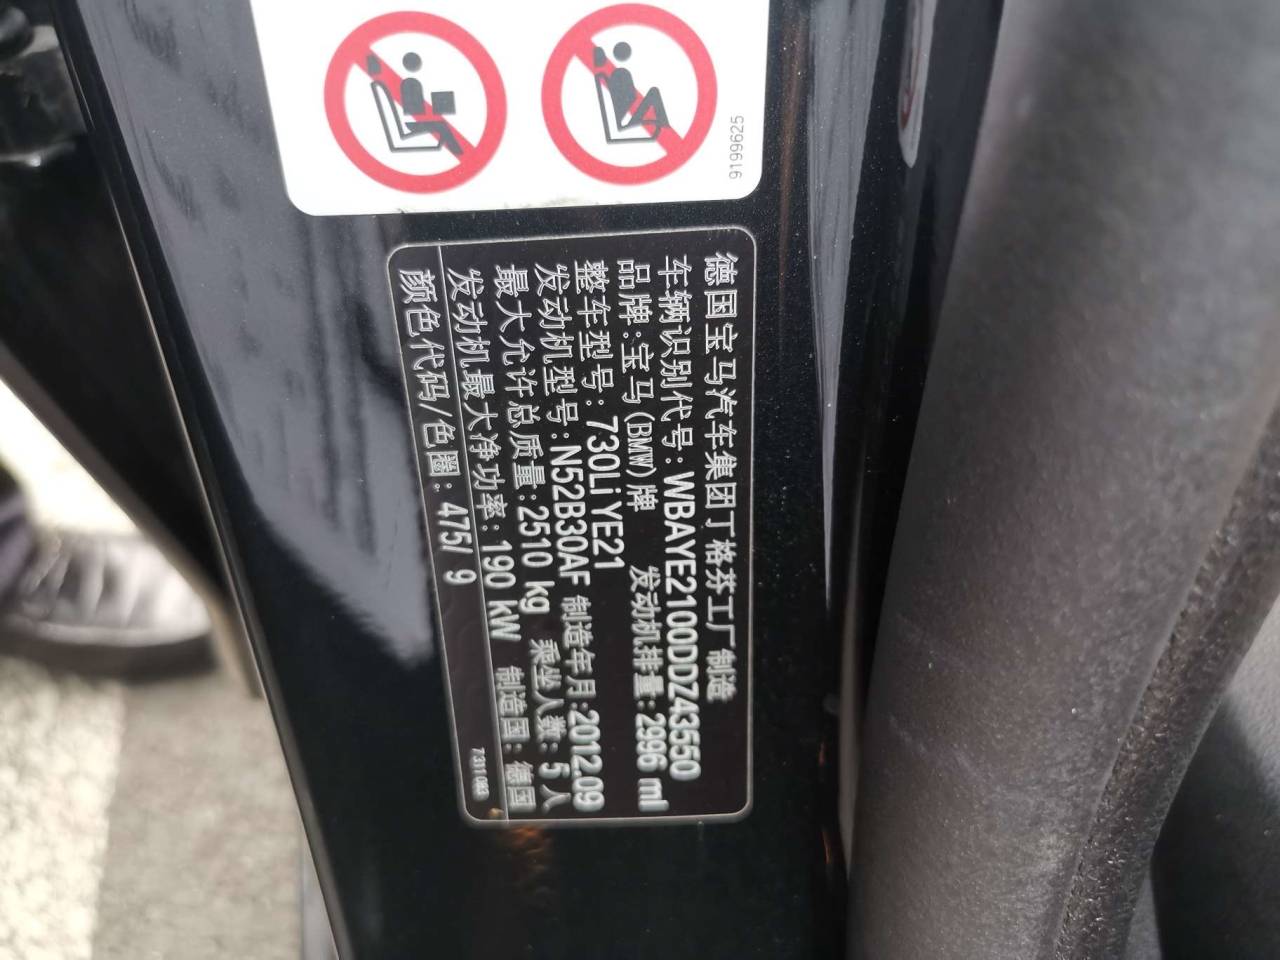 9199625
德国宝马汽车集团丁格芬工厂制造
车辆识别代号:WBAYE2100DDZ43550
品牌:宝马(BMW)牌 发动机排量:2996 ml
整车型号:730Li YE21
发动机型号:N52B30AF 制造年月:2012.09
最大允许总质量:2510 kg 乘坐人数:5人
发动机最大净功率:190 kW 制造国:德国
颜色代码/色圈:475/ 9
7311 083